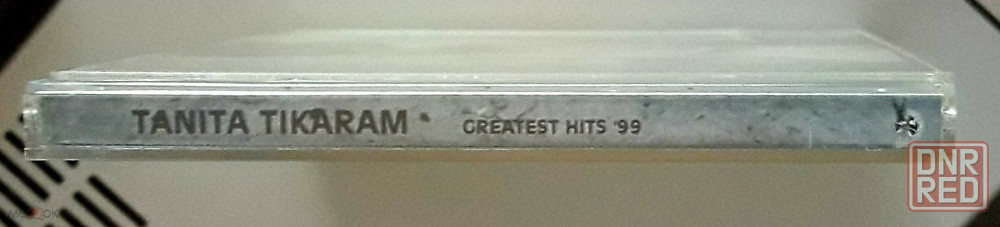 TANITA TIKARAM • GREATEST HITS '99
DNR
RED